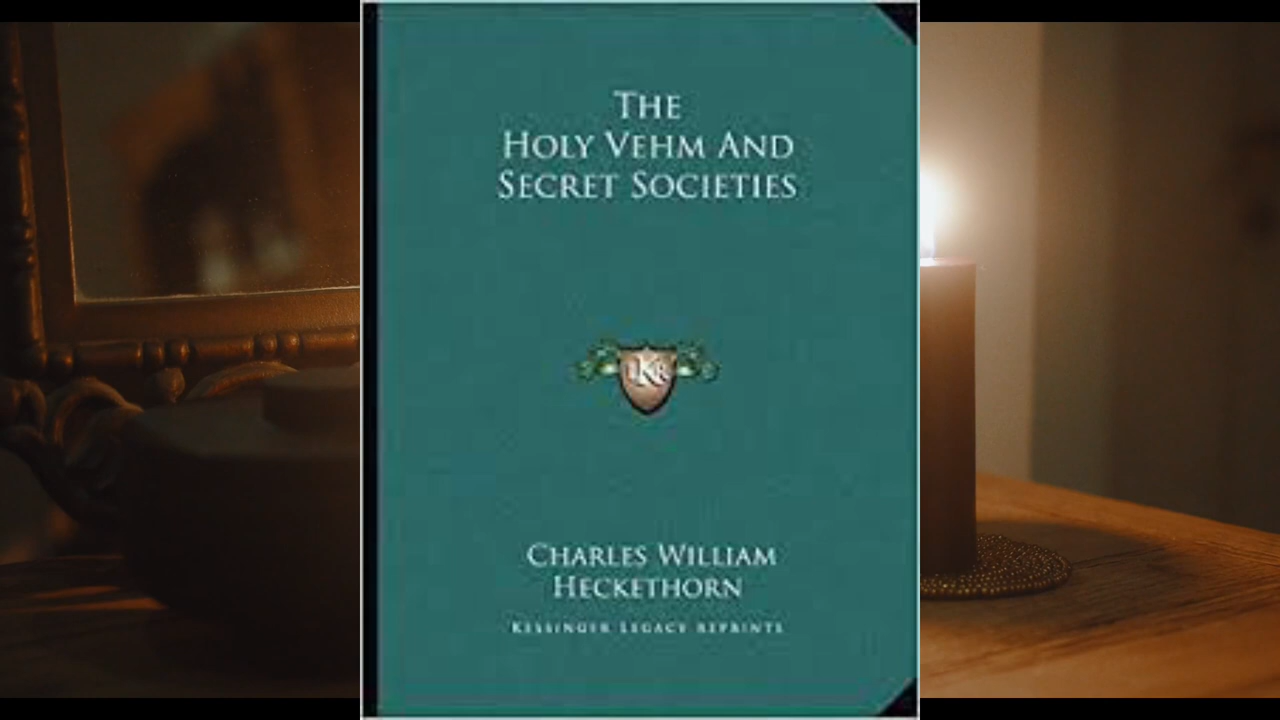 THE
HOLY VEHM AND
SECRET SOCIETIES
CHARLES WILLIAM
HECKETHORN
KESSINGER LEGACY REPRINTS